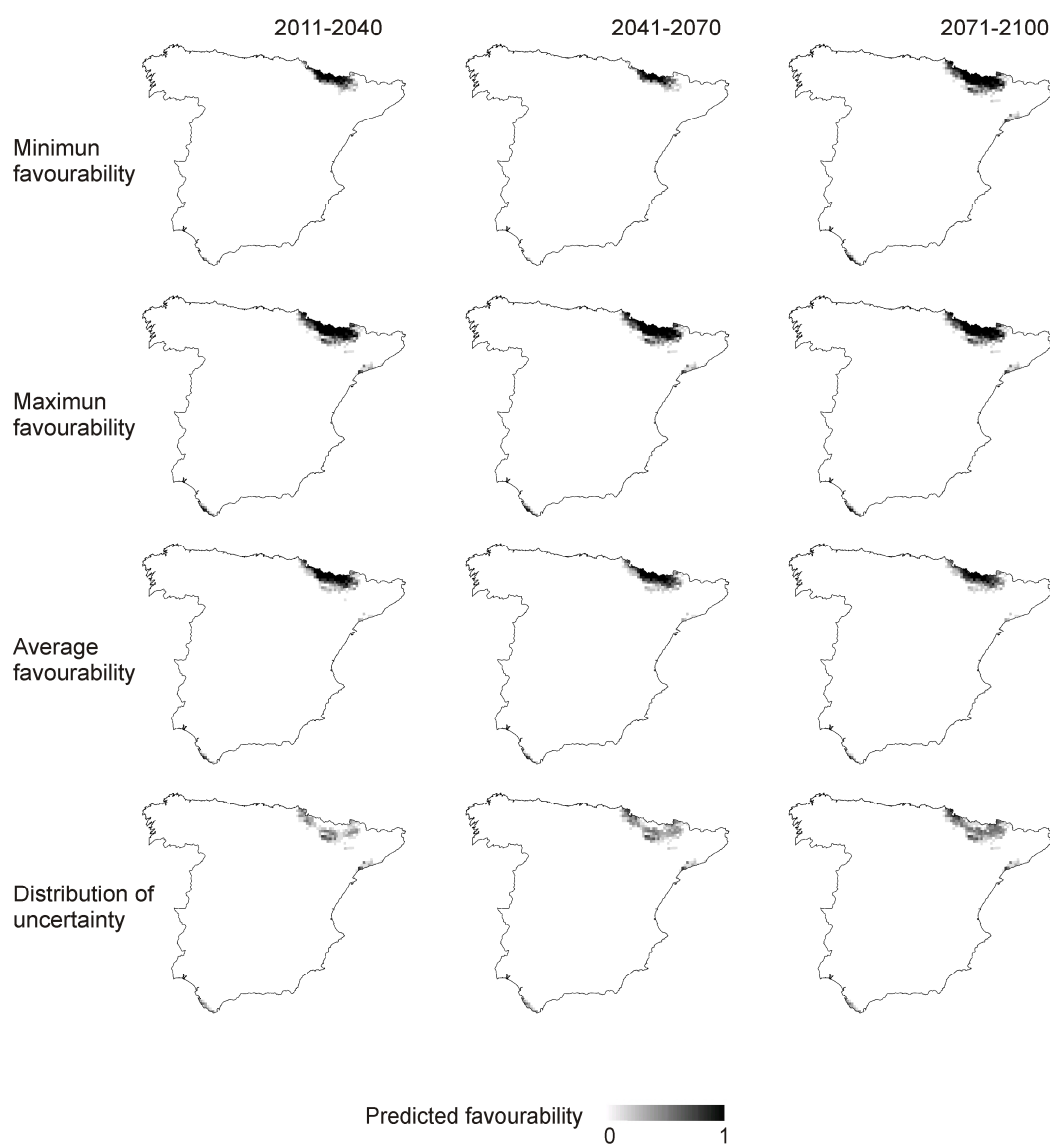 2011-2040
2041-2070
2071-2100
Minimun
favourability
Maximun
favourability
Average
favourability
Distribution of
uncertainty
Predicted favourability
0
1